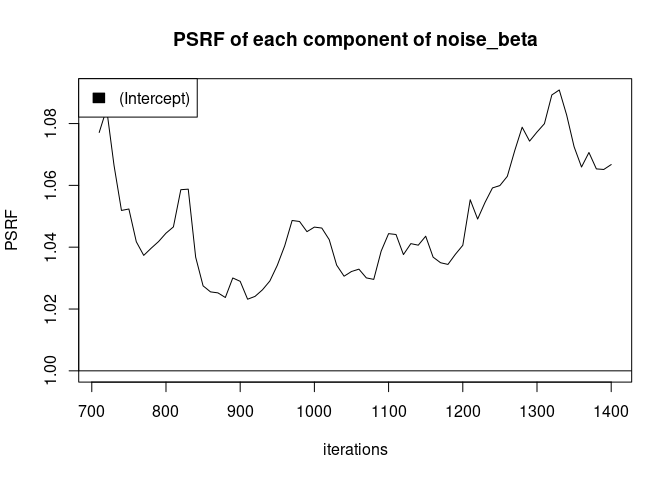 PSRF of each component of noise_beta
(Intercept)
PSRF
1.08
1.06
1.04
1.02
1.00
700 800 900 1000 1100 1200 1300 1400
iterations